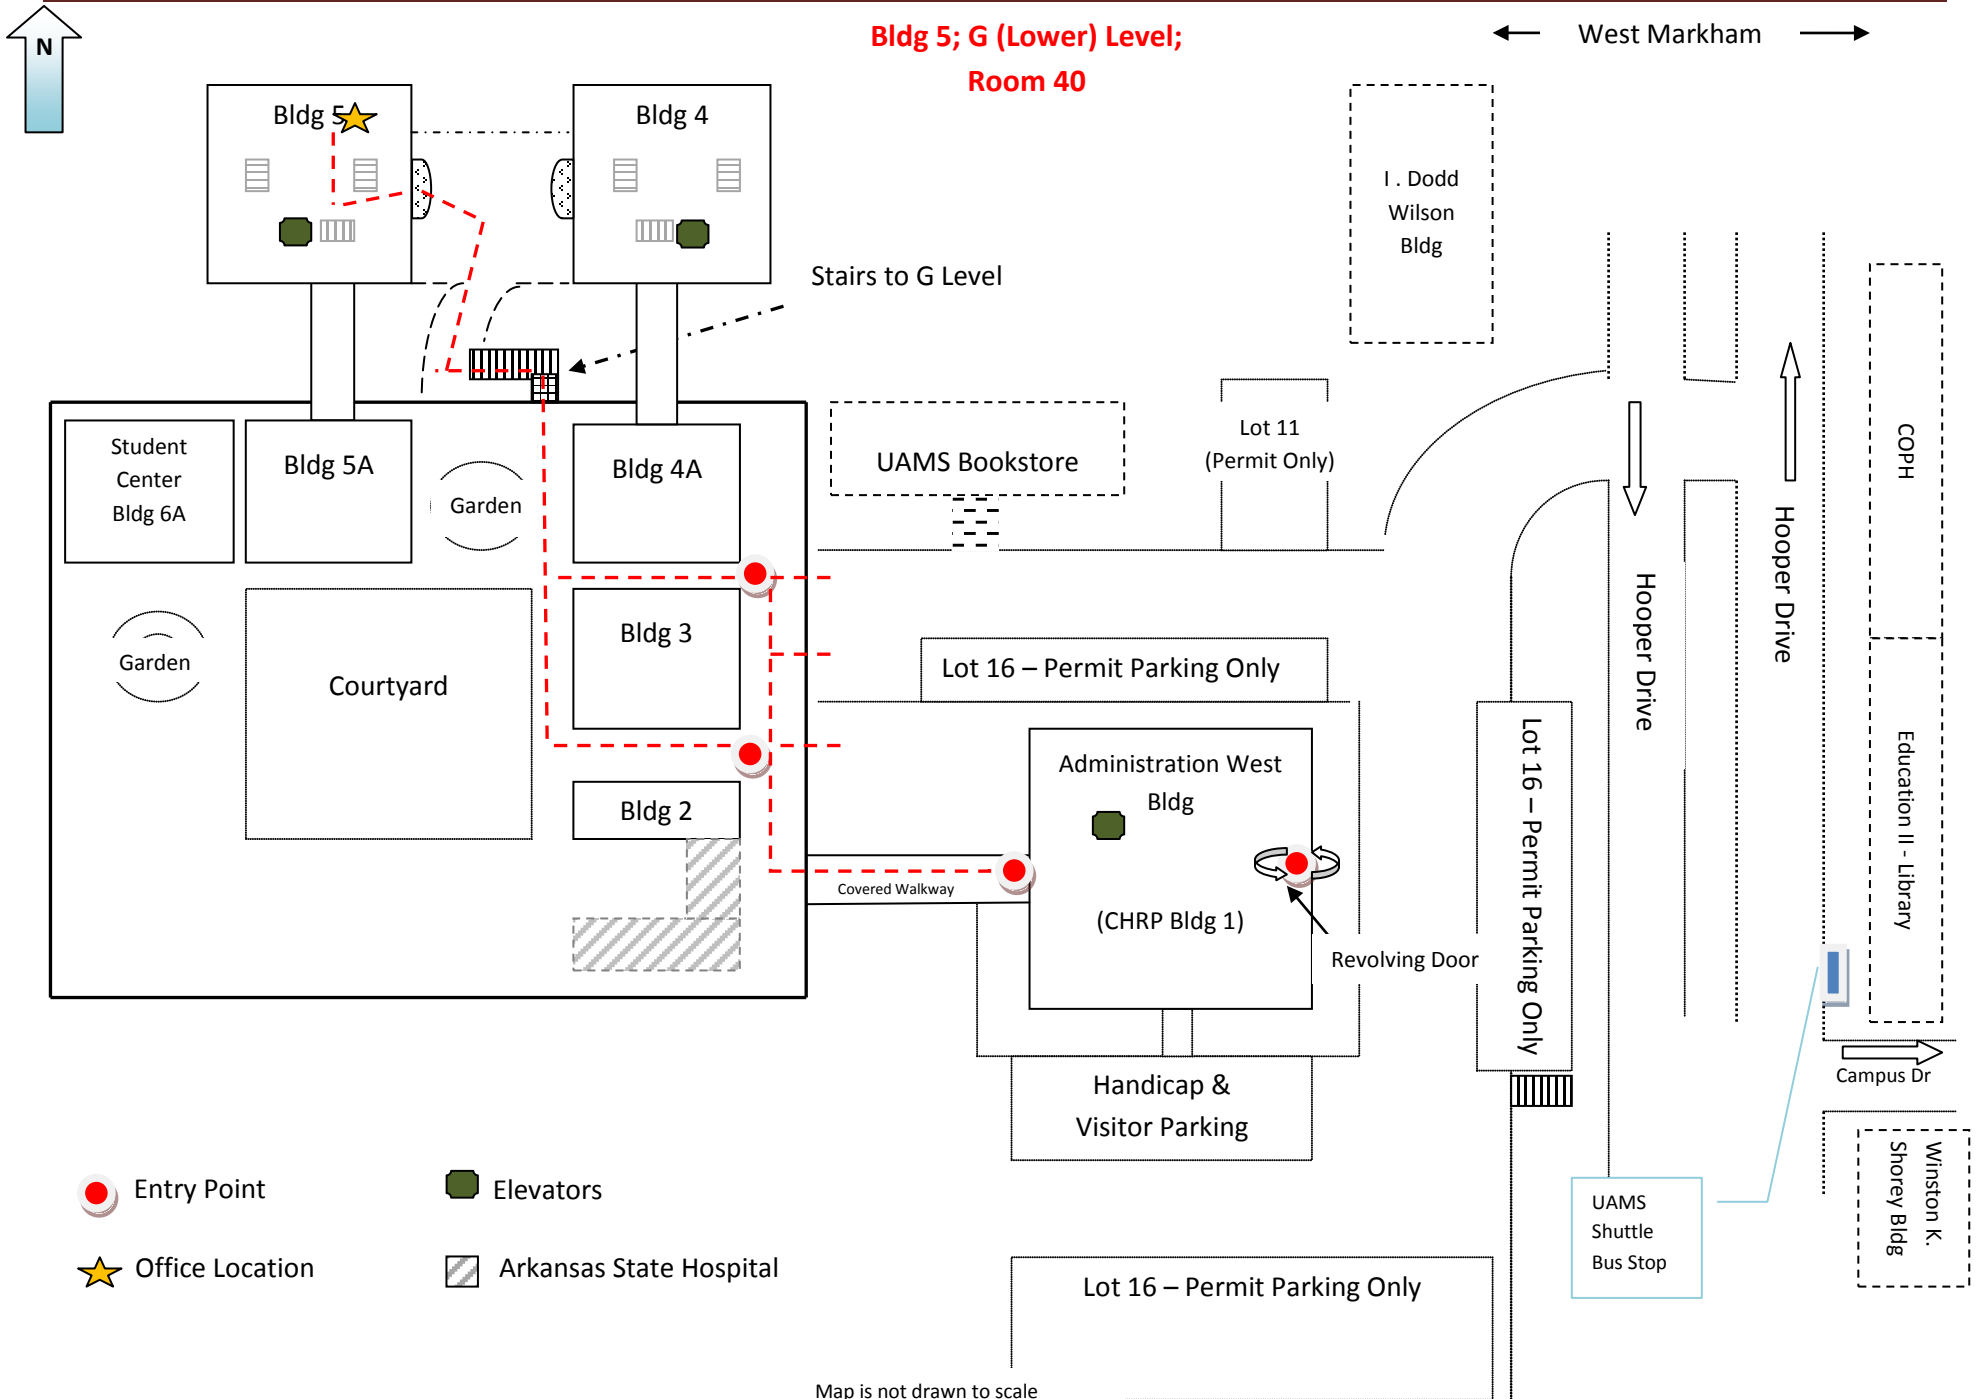 N
Bldg 5; G (Lower) Level;
Room 40
West Markham
Bldg 5
Bldg 4
I . Dodd
Wilson
Bldg
Stairs to G Level
Student
Center
Bldg 6A
Bldg 5A
Garden
Bldg 4A
UAMS Bookstore
Lot 11
(Permit Only)
COPH
Hooper Drive
Hooper Drive
Garden
Courtyard
Bldg 3
Lot 16 – Permit Parking Only
Lot 16 – Permit Parking Only
Education II - Library
Administration West
Bldg
Bldg 2
Covered Walkway
(CHRP Bldg 1)
Revolving Door
Handicap &
Visitor Parking
Campus Dr
Winston K.
Shorey Bldg
Entry Point
Elevators
UAMS
Shuttle
Bus Stop
Office Location
Arkansas State Hospital
Lot 16 – Permit Parking Only
Map is not drawn to scale